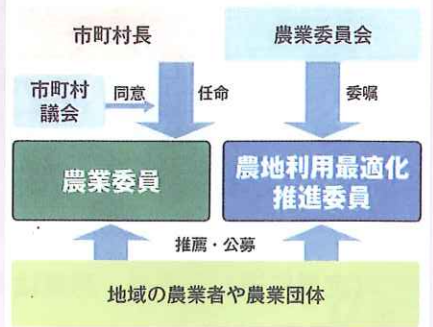 市町村長
農業委員会
市町村
議会
同意
任命
委嘱
農業委員
農地利用最適化
推進委員
推薦・公募
地域の農業者や農業団体